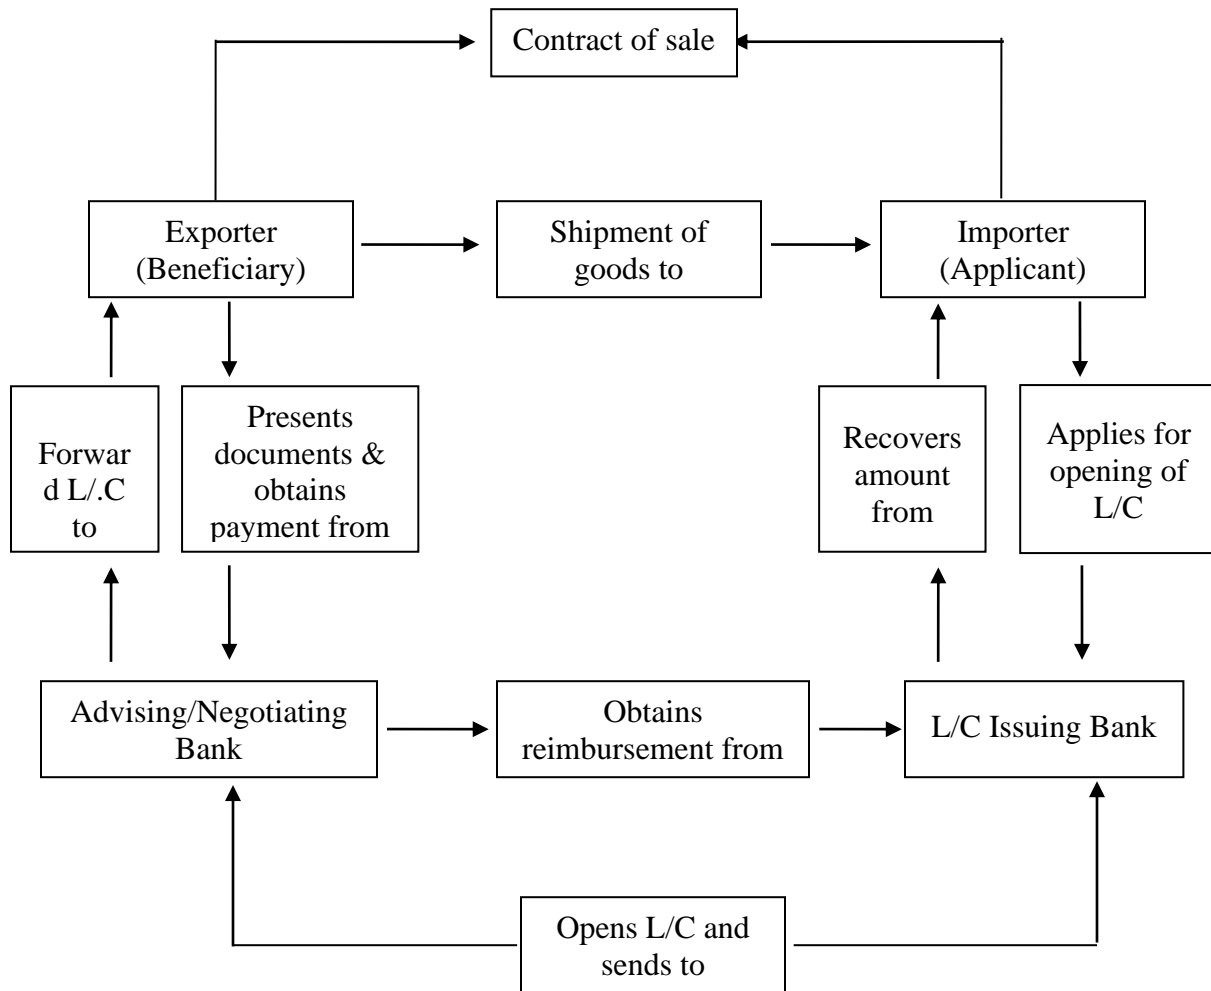 Contract of sale
Exporter
(Beneficiary)
Shipment of
goods to
Importer
(Applicant)
Forwar
d L/.C
to
Presents
documents &
obtains
payment from
Recovers
amount
from
Applies for
opening of
L/C
Advising/Negotiating
Bank
Obtains
reimbursement from
L/C Issuing Bank
Opens L/C and
sends to